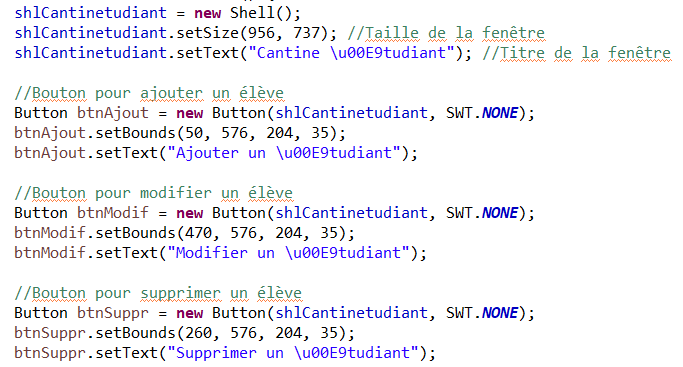 shlCantinetudiant = new Shell();
shlCantinetudiant.setSize(956, 737); //Taille de la fenêtre
shlCantinetudiant.setText("Cantine \u00E9tudiant"); //Titre de la fenêtre
//Bouton pour ajouter un élève
Button btnAjout = new Button(shlCantinetudiant, SWT.NONE);
btnAjout.setBounds(50, 576, 204, 35);
btnAjout.setText("Ajouter un \u00E9tudiant");
//Bouton pour modifier un élève
Button btnModif = new Button(shlCantinetudiant, SWT.NONE);
btnModif.setBounds(470, 576, 204, 35);
btnModif.setText("Modifier un \u00E9tudiant");
//Bouton pour supprimer un élève
Button btnSuppr = new Button(shlCantinetudiant, SWT.NONE);
btnSuppr.setBounds(260, 576, 204, 35);
btnSuppr.setText("Supprimer un \u00E9tudiant");